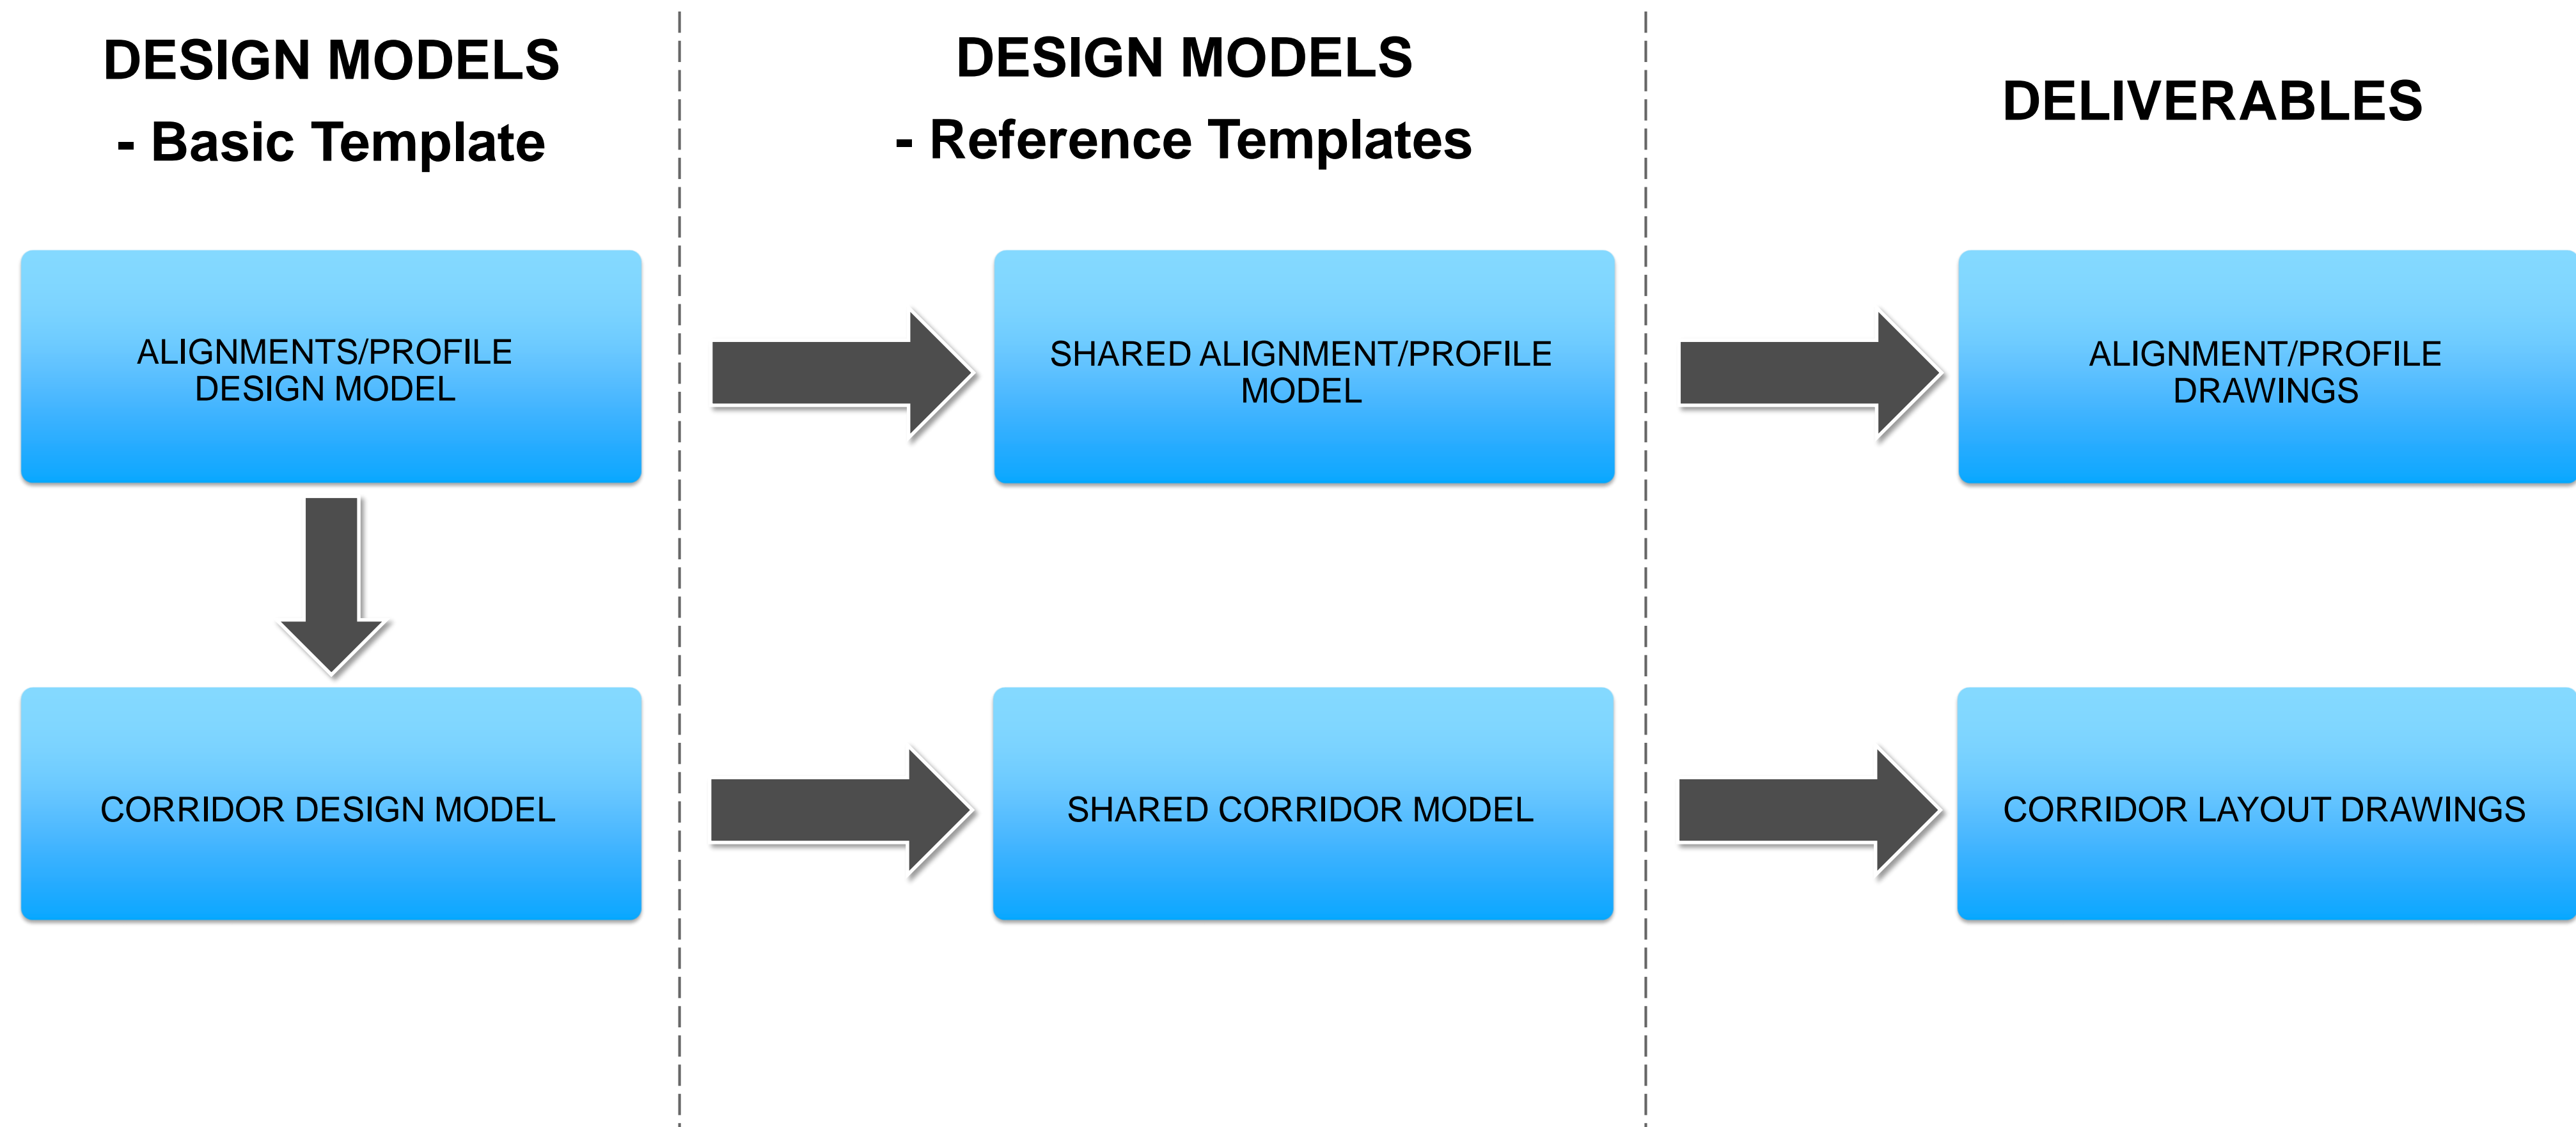 DESIGN MODELS
- Basic Template
DESIGN MODELS
- Reference Templates
DELIVERABLES
ALIGNMENTS/PROFILE
DESIGN MODEL
SHARED ALIGNMENT/PROFILE
MODEL
ALIGNMENT/PROFILE
DRAWINGS
CORRIDOR DESIGN MODEL
SHARED CORRIDOR MODEL
CORRIDOR LAYOUT DRAWINGS